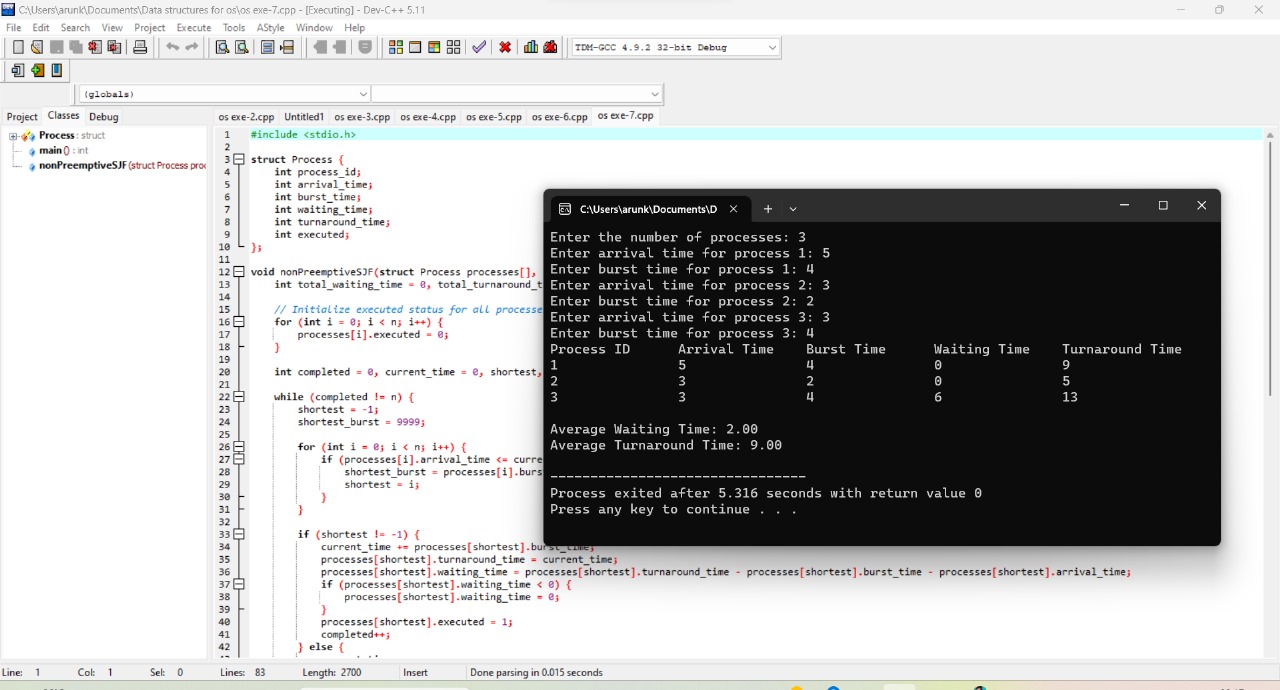 C:\Users\arunk\Documents\Data structures for os\os exe-7.cpp - [Executing] - Dev-C++ 5.11
File Edit Search View Project Execute Tools AStyle Window Help
TDM-GCC 4.9.2 32-bit Debug
(globals)
Project Classes Debug
os exe-2.cpp Untitled1 os exe-3.cpp os exe-4.cpp os exe-5.cpp os exe-6.cpp os exe-7.cpp
Process : struct
main () : int
nonPreemptiveSJF (struct Process proc
1 #include <stdio.h>
2
3 struct Process {
4 int process_id;
5 int arrival_time;
6 int burst_time;
7 int waiting_time;
8 int turnaround_time;
9 int executed;
10 };
11
12 void nonPreemptiveSJF(struct Process processes[],
13 int total_waiting_time = 0, total_turnaround_t
14
15 // Initialize executed status for all processe
16 for (int i = 0; i < n; i++) {
17 processes[i].executed = 0;
18 }
19
20 int completed = 0, current_time = 0, shortest,
21
22 while (completed != n) {
23 shortest = -1;
24 shortest_burst = 9999;
25
26 for (int i = 0; i < n; i++) {
27 if (processes[i].arrival_time <= curre
28 shortest_burst = processes[i].burs
29 shortest = i;
30 }
31 }
32
33 if (shortest != -1) {
34 current_time += processes[shortest].burst_time;
35 processes[shortest].turnaround_time = current_time;
36 processes[shortest].waiting_time = processes[shortest].turnaround_time - processes[shortest].burst_time - processes[shortest].arrival_time;
37 if (processes[shortest].waiting_time < 0) {
38 processes[shortest].waiting_time = 0;
39 }
40 processes[shortest].executed = 1;
41 completed++;
42 } else {
C:\Users\arunk\Documents\D
Enter the number of processes: 3
Enter arrival time for process 1: 5
Enter burst time for process 1: 4
Enter arrival time for process 2: 3
Enter burst time for process 2: 2
Enter arrival time for process 3: 3
Enter burst time for process 3: 4
Process ID Arrival Time Burst Time Waiting Time Turnaround Time
1 5 4 0 9
2 3 2 0 5
3 3 4 6 13
Average Waiting Time: 2.00
Average Turnaround Time: 9.00
--------------------------------
Process exited after 5.316 seconds with return value 0
Press any key to continue . . .
Line: 1 Col: 1 Sel: 0 Lines: 83 Length: 2700 Insert Done parsing in 0.015 seconds